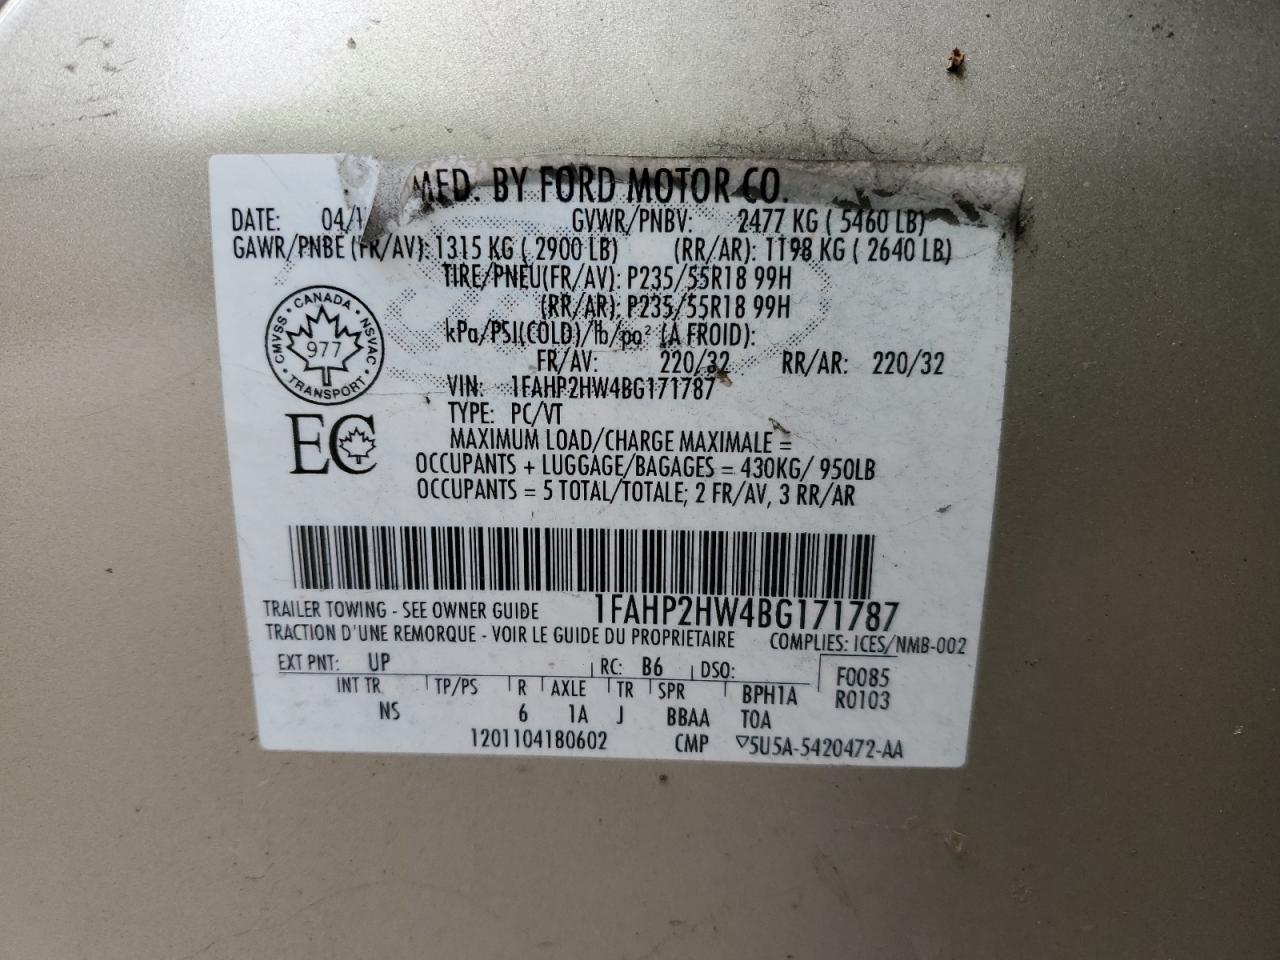 MFD. BY FORD MOTOR CO.
DATE: 04/1 GVWR/PNBV: 2477 KG ( 5460 LB)
GAWR/PNBE (FR/AV): 1315 KG ( 2900 LB) (RR/AR): 1198 KG ( 2640 LB)
TIRE/PNEU(FR/AV): P235/55R18 99H
(RR/AR): P235/55R18 99H
kPa/PSI(COLD)/lb/po² (A FROID):
FR/AV: 220/32 RR/AR: 220/32
CANADA
CMVSS NSVAC
977
TRANSPORT
VIN: 1FAHP2HW4BG171787
TYPE: PC/VT
EC
MAXIMUM LOAD/CHARGE MAXIMALE =
OCCUPANTS + LUGGAGE/BAGAGES = 430KG/ 950LB
OCCUPANTS = 5 TOTAL/TOTALE; 2 FR/AV, 3 RR/AR
TRAILER TOWING - SEE OWNER GUIDE 1FAHP2HW4BG171787
TRACTION D'UNE REMORQUE - VOIR LE GUIDE DU PROPRIETAIRE COMPLIES: ICES/NMB-002
EXT PNT: UP RC: B6 DSO: F0085
INT TR TP/PS R AXLE TR SPR BPH1A R0103
NS 6 1A J BBAA TOA
1201104180602 CMP ▽5U5A-5420472-AA